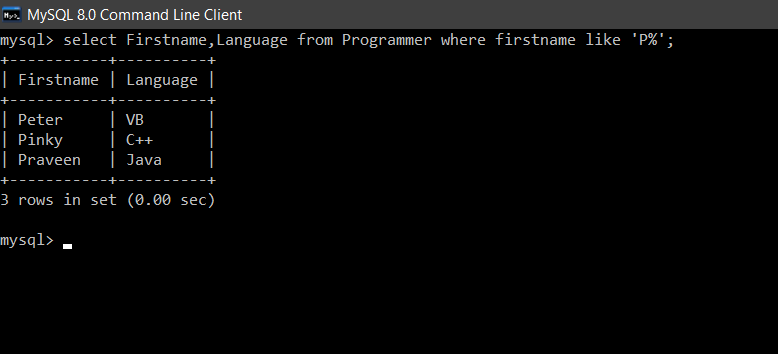 MySQL 8.0 Command Line Client
mysql> select Firstname,Language from Programmer where firstname like 'P%';
+-----------+----------+
| Firstname | Language |
+-----------+----------+
| Peter     | VB       |
| Pinky     | C++      |
| Praveen   | Java     |
+-----------+----------+
3 rows in set (0.00 sec)
mysql>